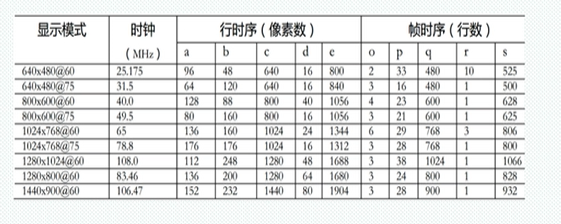 显示模式 时钟 行时序（像素数） 帧时序（行数）
（MHz） a b c d e o p q r s
640x480@60 25.175 96 48 640 16 800 2 33 480 10 525
640x480@75 31.5 64 120 640 16 840 3 16 480 1 500
800x600@60 40.0 128 88 800 40 1056 4 23 600 1 628
800x600@75 49.5 80 160 800 16 1056 3 21 600 1 625
1024x768@60 65 136 160 1024 24 1344 6 29 768 3 806
1024x768@75 78.8 176 176 1024 16 1312 3 28 768 1 800
1280x1024@60 108.0 112 248 1280 48 1688 3 38 1024 1 1066
1280x800@60 83.46 136 200 1280 64 1680 3 24 800 1 828
1440x900@60 106.47 152 232 1440 80 1904 3 28 900 1 932